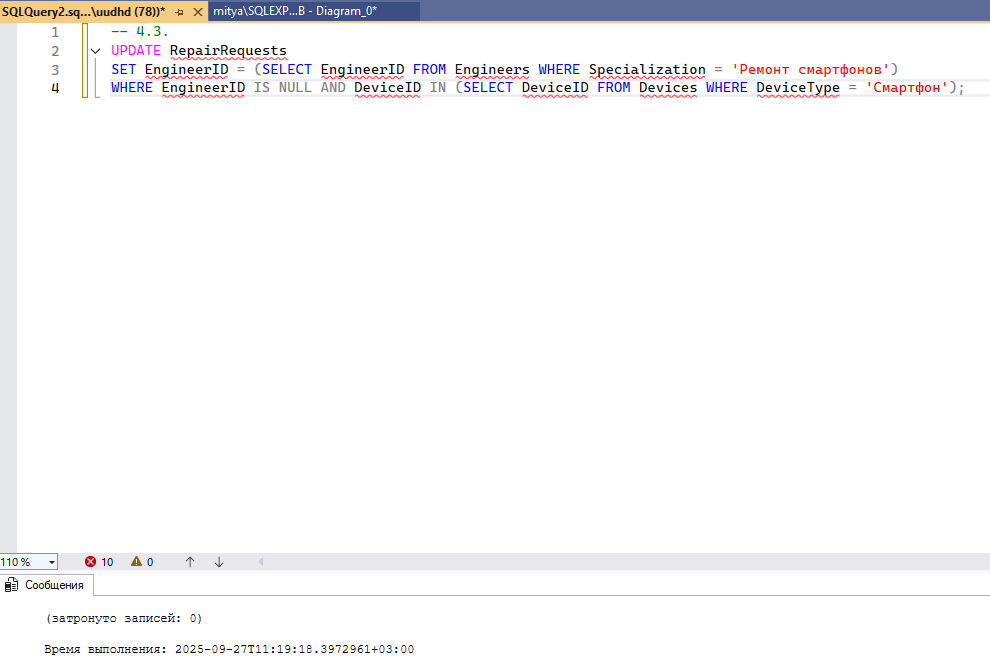 SQLQuery2.sq...\uudhd (78))* mitya\SQLEXP...B - Diagram_0*
1 -- 4.3.
2 UPDATE RepairRequests
3 SET EngineerID = (SELECT EngineerID FROM Engineers WHERE Specialization = 'Ремонт смартфонов')
4 WHERE EngineerID IS NULL AND DeviceID IN (SELECT DeviceID FROM Devices WHERE DeviceType = 'Смартфон');
110 % 10 0
Сообщения
(затронуто записей: 0)
Время выполнения: 2025-09-27T11:19:18.3972961+03:00